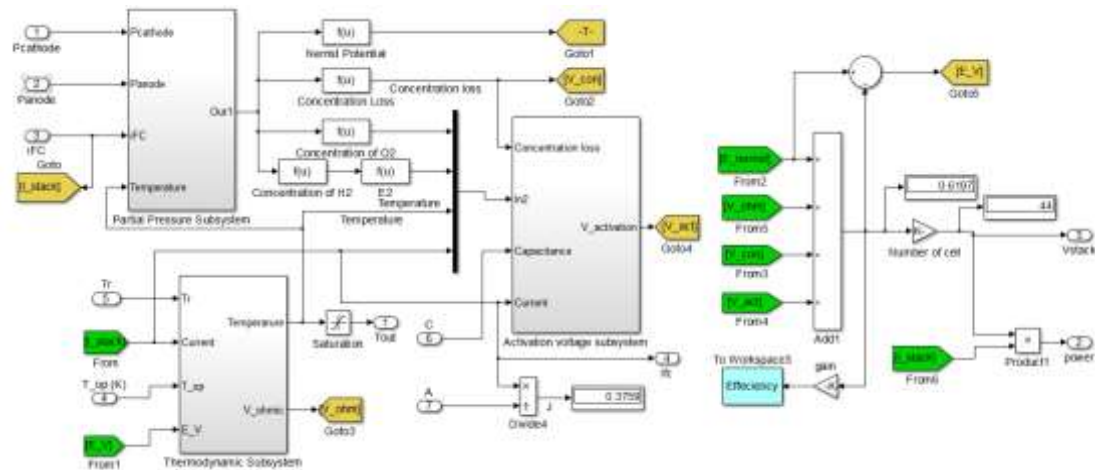 1
Pcathode
2
Panode
3
iFC
Goto
[I_stack]
Pcathode
Panode
iFC
Temperature
Out1
Partial Pressure Subsystem
f(u)
Nernst Potential
f(u)
Concentration Loss
f(u)
Concentration of O2
f(u)
Concentration of H2
f(u)
E2
Temperature
Temperature
Concentration loss
-T-
Goto1
[V_con]
Goto2
Concentration loss
In2
Capacitance
Current
V_activation
Activation voltage subsystem
[V_act]
Goto4
Tr
5
[I_stack]
From
T_op (K)
4
[E_V]
From1
Tr
Current
T_op
E_V
Temperature
V_ohmic
Thermodynamic Subsystem
Saturation
1
Tout
[V_ohm]
Goto3
C
6
A
7
Divide4
J
0.3759
4
Ifc
From2
[V_ohm]
From5
[V_con]
From3
[V_act]
From4
Add1
[E_V]
Goto5
0.6197
44
Number of cell
3
Vstack
[I_stack]
From6
Product1
2
power
To Workspace5
Effeciency
gain